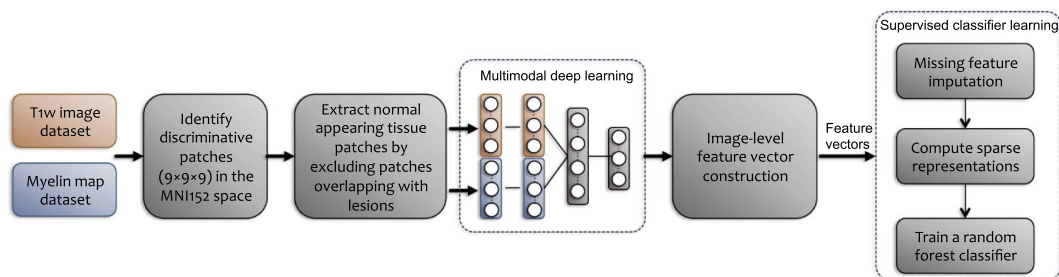 T1w image
dataset
Myelin map
dataset
Identify
discriminative
patches
(9×9×9) in the
MNI152 space
Extract normal
appearing tissue
patches by
excluding patches
overlapping with
lesions
Multimodal deep learning
Image-level
feature vector
construction
Feature
vectors
Supervised classifier learning
Missing feature
imputation
Compute sparse
representations
Train a random
forest classifier